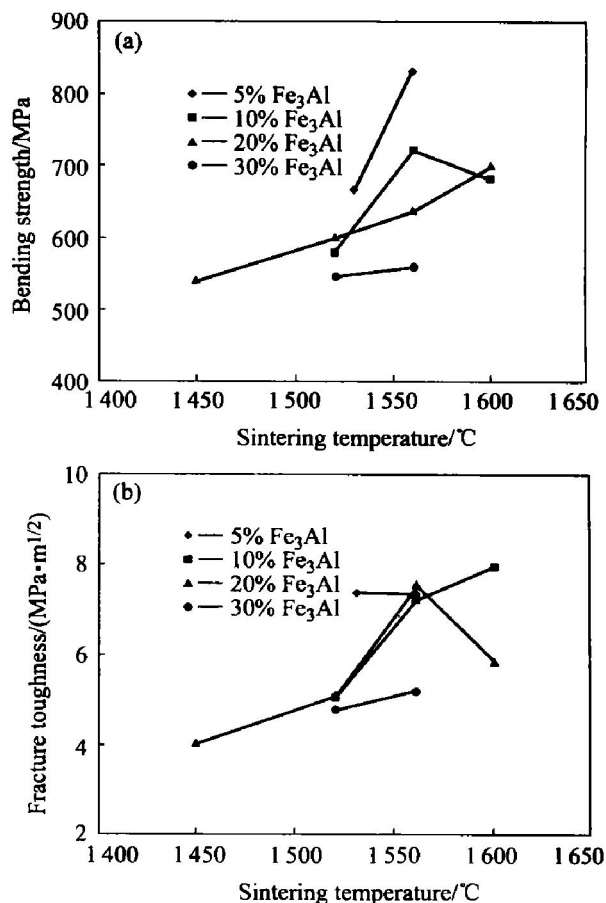 (a)
900
800
700
600
500
400
Bending strength/MPa
5% Fe₃Al
10% Fe₃Al
20% Fe₃Al
30% Fe₃Al
1 400 1 450 1 500 1 550 1 600 1 650
Sintering temperature/℃
(b)
10
8
6
4
2
Fracture toughness/(MPa·m¹/²)
5% Fe₃Al
10% Fe₃Al
20% Fe₃Al
30% Fe₃Al
1 400 1 450 1 500 1 550 1 600 1 650
Sintering temperature/℃